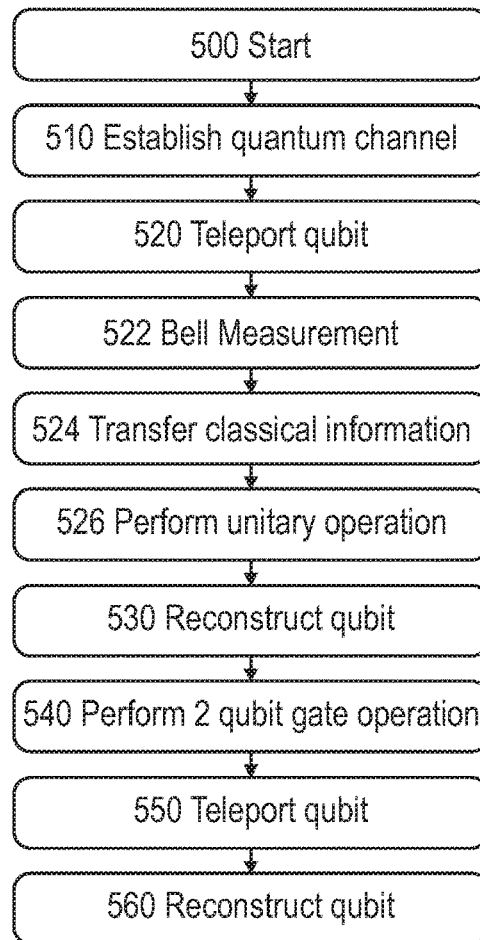 500 Start
510 Establish quantum channel
520 Teleport qubit
522 Bell Measurement
524 Transfer classical information
526 Perform unitary operation
530 Reconstruct qubit
540 Perform 2 qubit gate operation
550 Teleport qubit
560 Reconstruct qubit